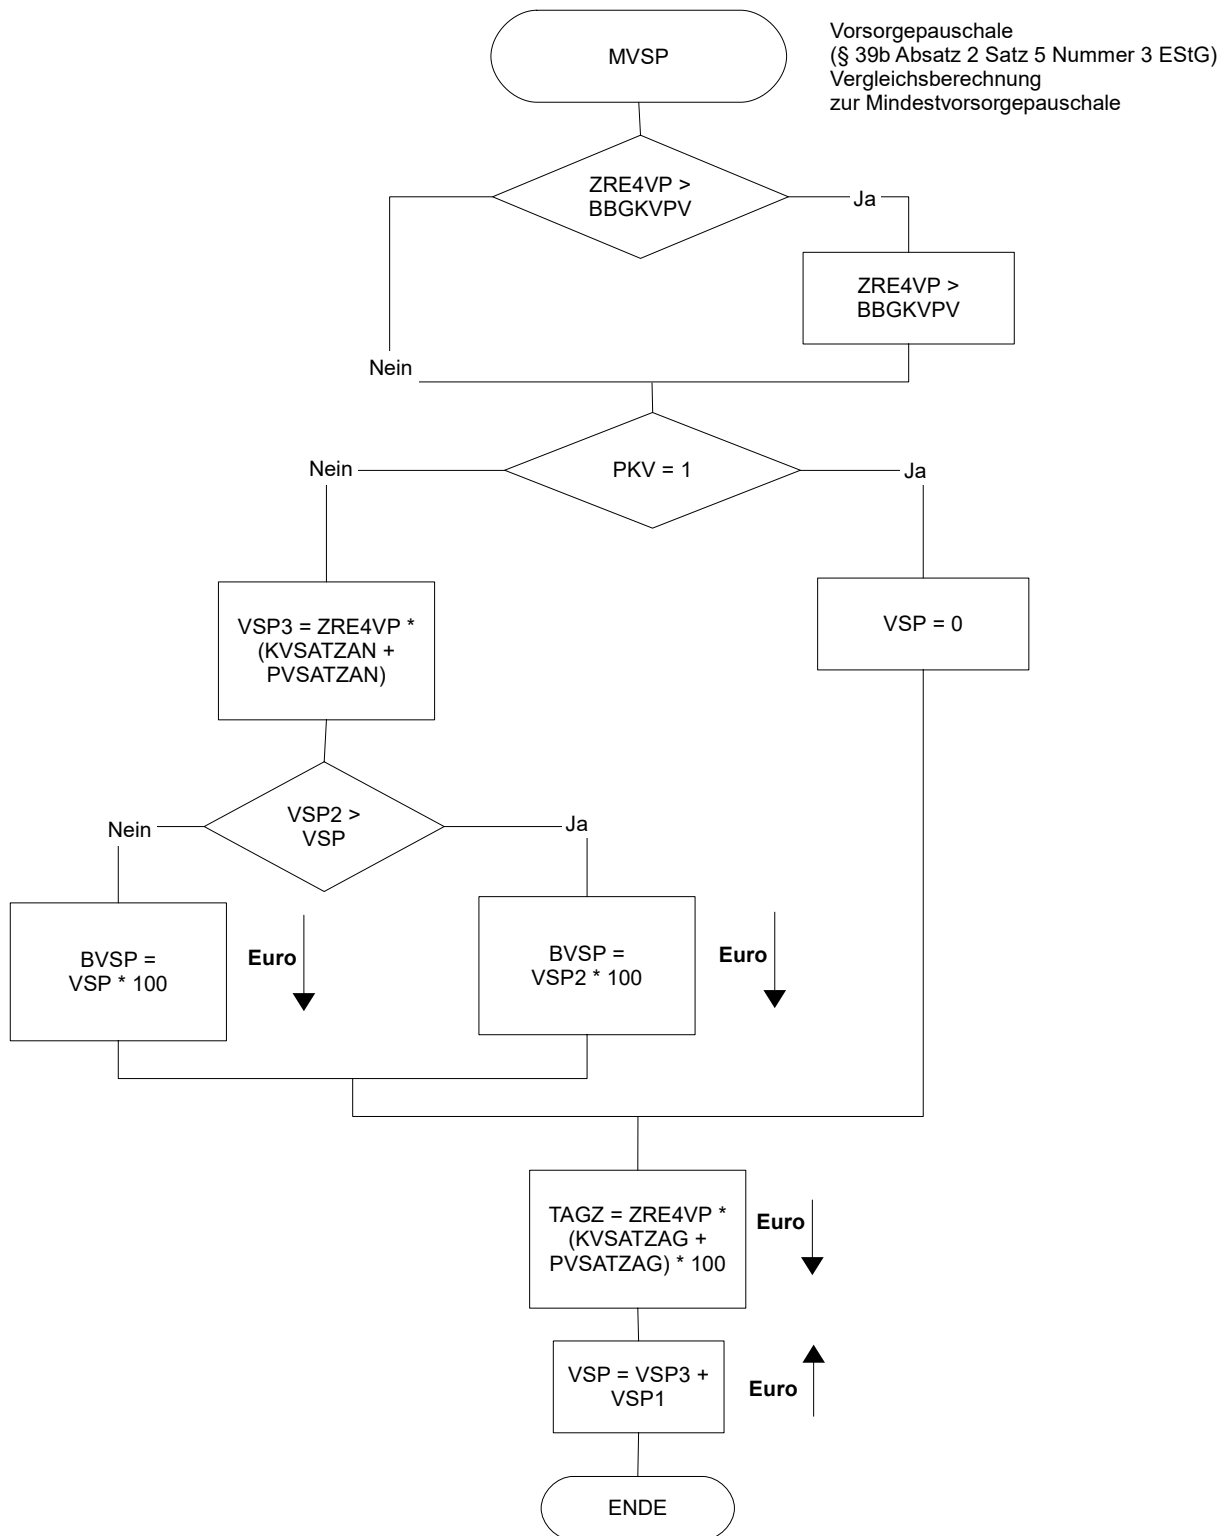 MVSP
Vorsorgepauschale
(§ 39b Absatz 2 Satz 5 Nummer 3 EStG)
Vergleichsberechnung
zur Mindestvorsorgepauschale
ZRE4VP >
BBGKVPV
Ja
ZRE4VP >
BBGKVPV
Nein
PKV = 1
Nein
Ja
VSP3 = ZRE4VP *
(KVSATZAN +
PVSATZAN)
VSP = 0
VSP2 >
VSP
Nein
Ja
BVSP =
VSP * 100
Euro
BVSP =
VSP2 * 100
Euro
TAGZ = ZRE4VP *
(KVSATZAG +
PVSATZAG) * 100
Euro
VSP = VSP3 +
VSP1
Euro
ENDE